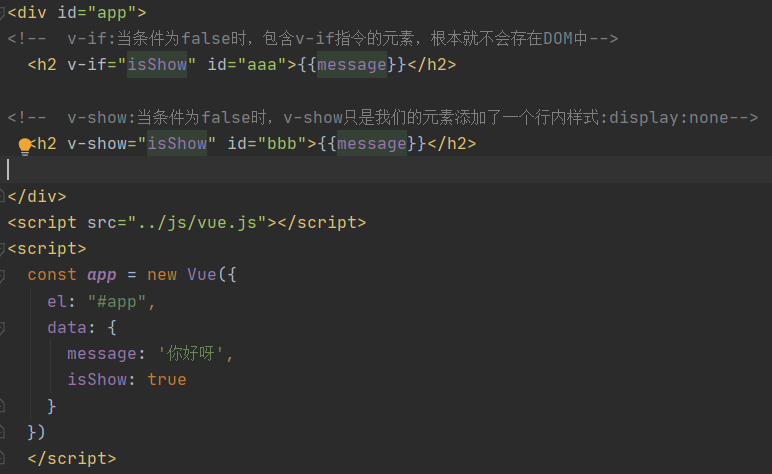 <div id="app">
<!--  v-if:当条件为false时，包含v-if指令的元素，根本就不会存在DOM中-->
  <h2 v-if="isShow" id="aaa">{{message}}</h2>
<!--  v-show:当条件为false时，v-show只是我们的元素添加了一个行内样式:display:none-->
  <h2 v-show="isShow" id="bbb">{{message}}</h2>
</div>
<script src="../js/vue.js"></script>
<script>
  const app = new Vue({
    el: "#app",
    data: {
      message: '你好呀',
      isShow: true
    }
  })
  </script>